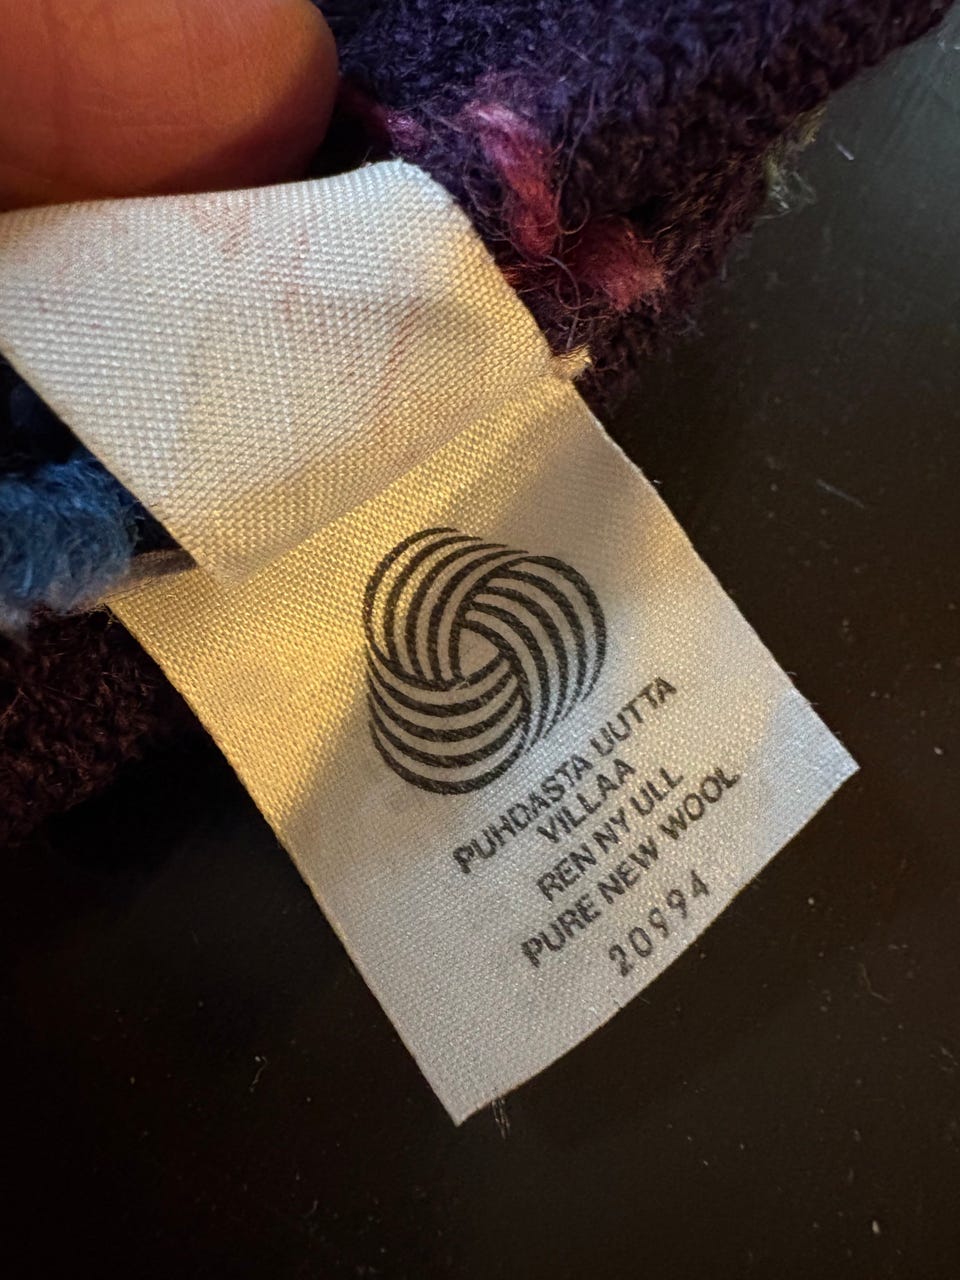 PUHDASTA UUTTA
VILLAA
REN NY ULL
PURE NEW WOOL
20994